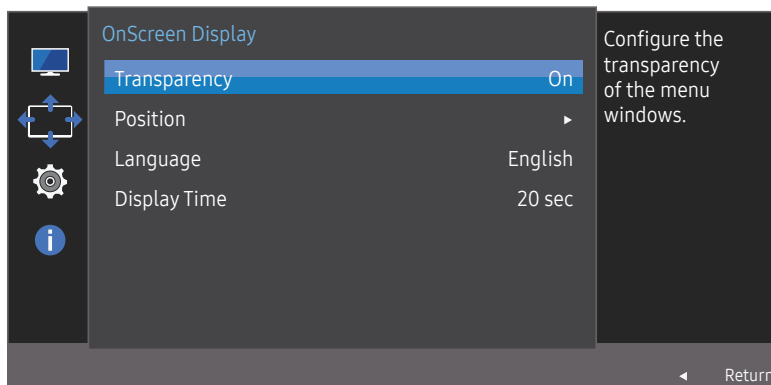 OnScreen Display
Transparency On
Position ▸
Language English
Display Time 20 sec
Configure the
transparency
of the menu
windows.
◂ Return